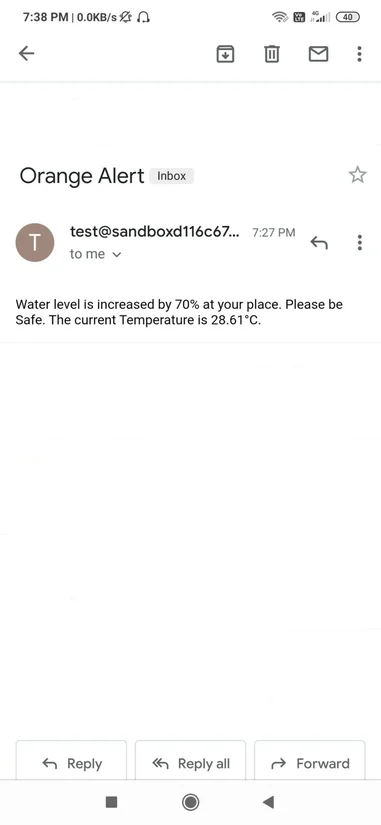 7:38 PM | 0.0KB/s
4G
40
Orange Alert Inbox
T
test@sandboxd116c67... 7:27 PM
to me
Water level is increased by 70% at your place. Please be
Safe. The current Temperature is 28.61°C.
Reply Reply all Forward